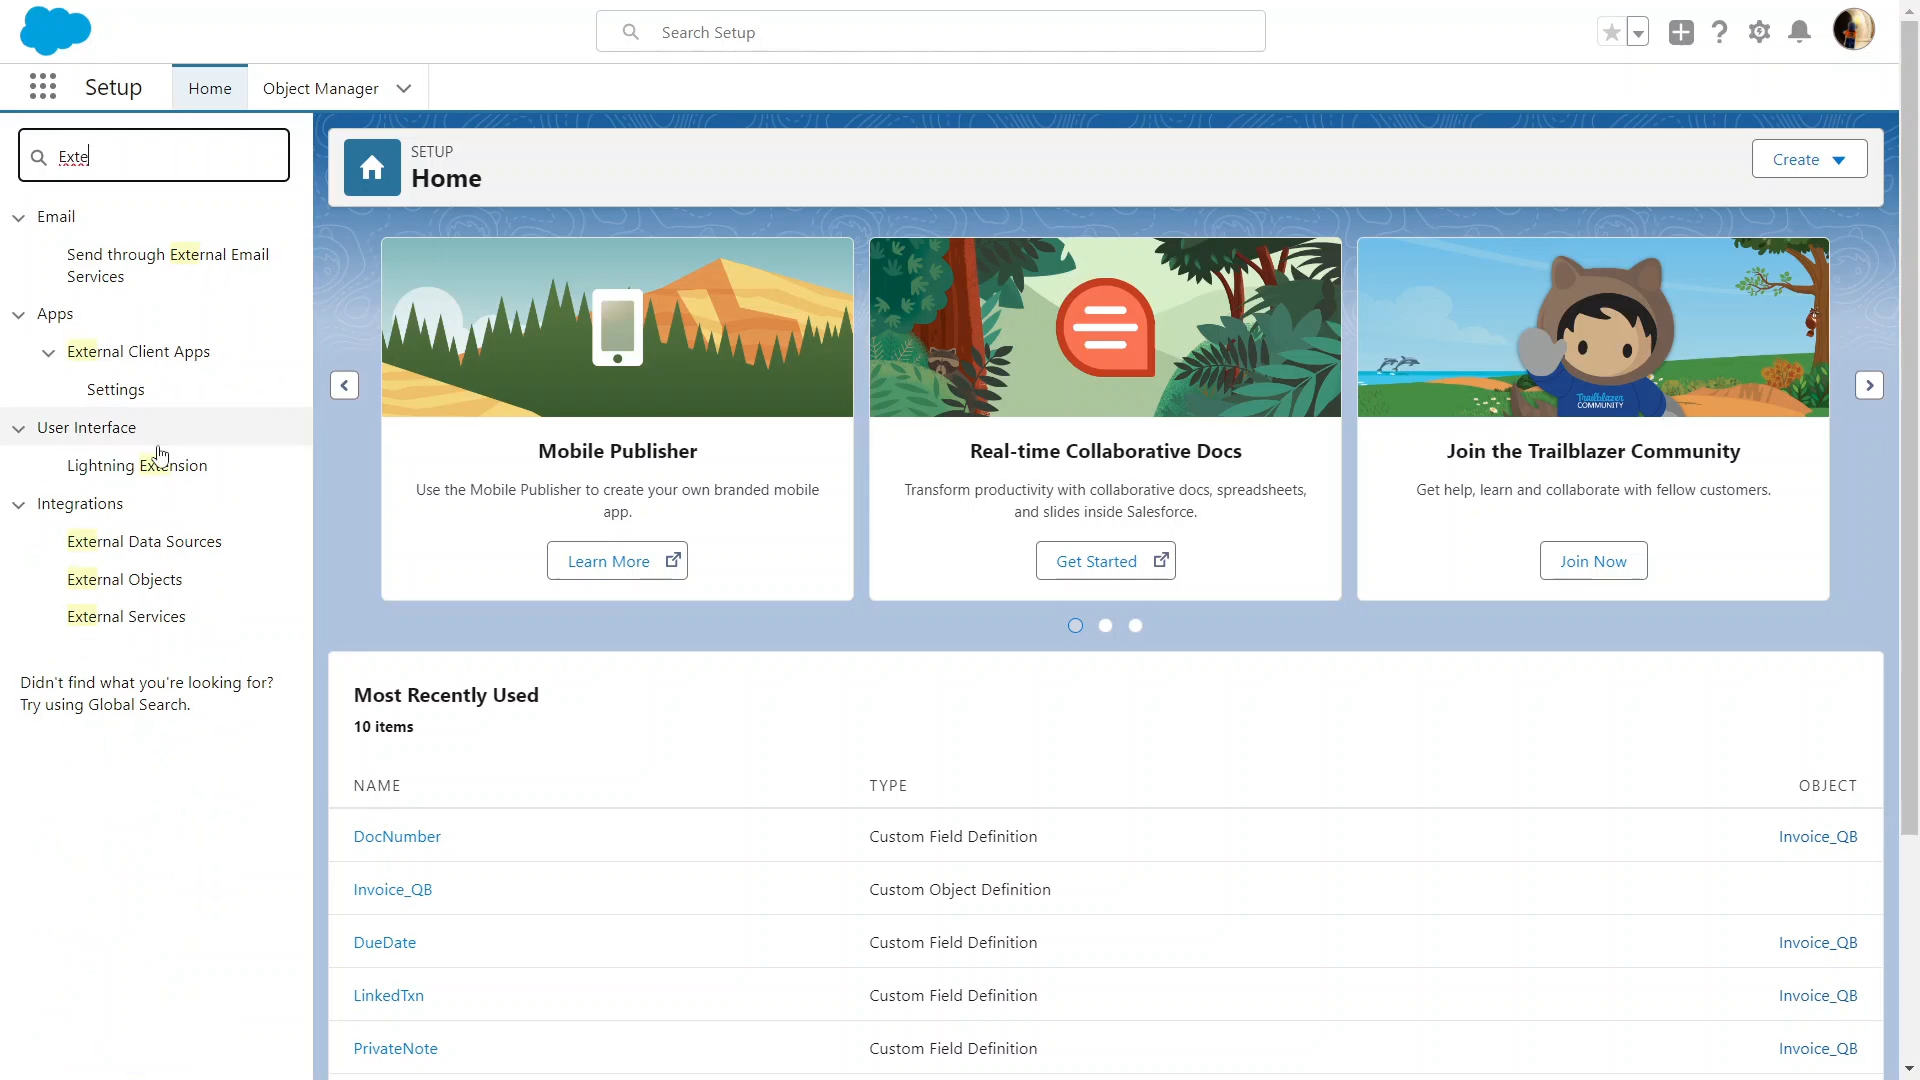 Search Setup
Setup
Home
Object Manager
Exte
Email
Send through External Email
Services
Apps
External Client Apps
Settings
User Interface
Lightning Extension
Integrations
External Data Sources
External Objects
External Services
Didn't find what you're looking for?
Try using Global Search.
SETUP
Home
Create
Mobile Publisher
Use the Mobile Publisher to create your own branded mobile
app.
Learn More
Real-time Collaborative Docs
Transform productivity with collaborative docs, spreadsheets,
and slides inside Salesforce.
Get Started
Trailblazer
COMMUNITY
Join the Trailblazer Community
Get help, learn and collaborate with fellow customers.
Join Now
Most Recently Used
10 items
NAME TYPE OBJECT
DocNumber Custom Field Definition Invoice_QB
Invoice_QB Custom Object Definition
DueDate Custom Field Definition Invoice_QB
LinkedTxn Custom Field Definition Invoice_QB
PrivateNote Custom Field Definition Invoice_QB